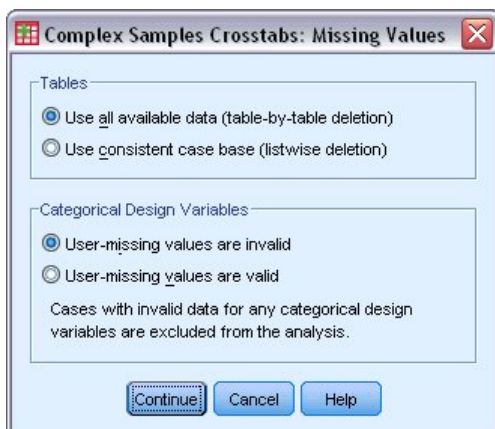 Complex Samples Crosstabs: Missing Values
Tables
Use all available data (table-by-table deletion)
Use consistent case base (listwise deletion)
Categorical Design Variables
User-missing values are invalid
User-missing values are valid
Cases with invalid data for any categorical design
variables are excluded from the analysis.
Continue Cancel Help